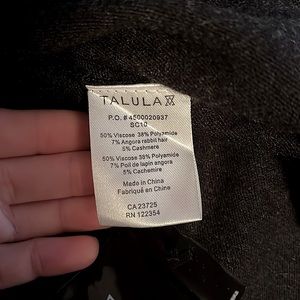 TALULA
P.O. # 4500020937
SC10
50% Viscose 38% Polyamide
7% Angora rabbit hair
5% Cashmere
50% Viscose 38% Polyamide
7% Poil de lapin angora
5% Cachemire
Made in China
Fabriqué en Chine
CA 23725
RN 122354